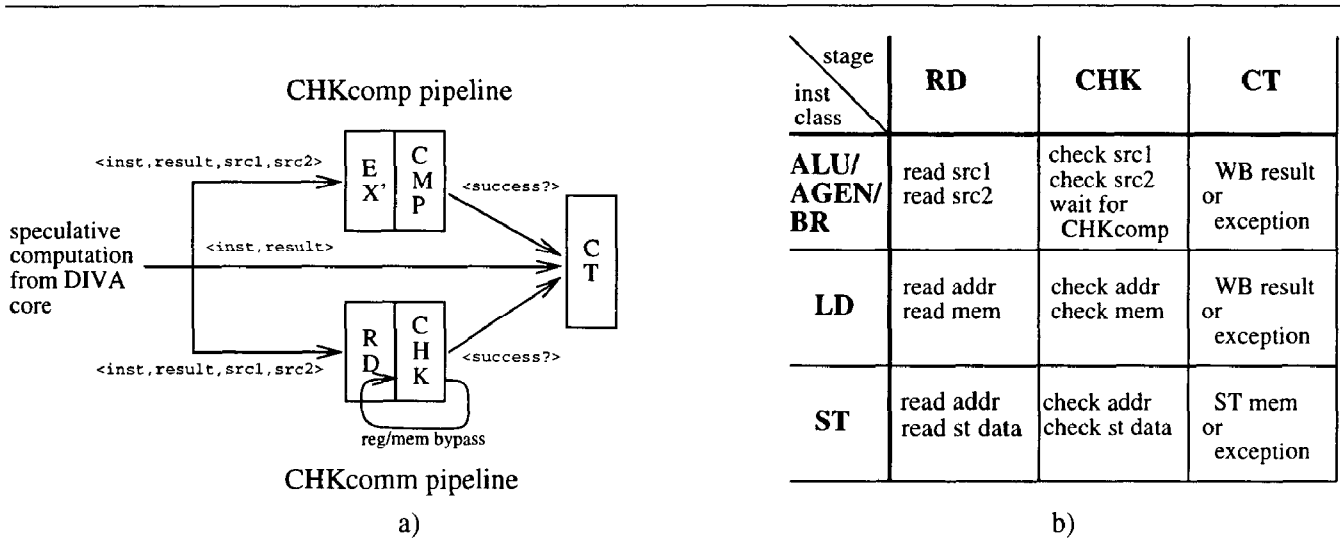 CHKcomp pipeline
<inst,result,src1,src2>
E
X'
C
M
P
<success?>
speculative
computation
from DIVA
core
<inst,result>
C
T
<inst,result,src1,src2>
R
D
C
H
K
<success?>
reg/mem bypass
CHKcomm pipeline
a)
stage
inst
class
RD
CHK
CT
ALU/
AGEN/
BR
read src1
read src2
check src1
check src2
wait for
CHKcomp
WB result
or
exception
LD
read addr
read mem
check addr
check mem
WB result
or
exception
ST
read addr
read st data
check addr
check st data
ST mem
or
exception
b)